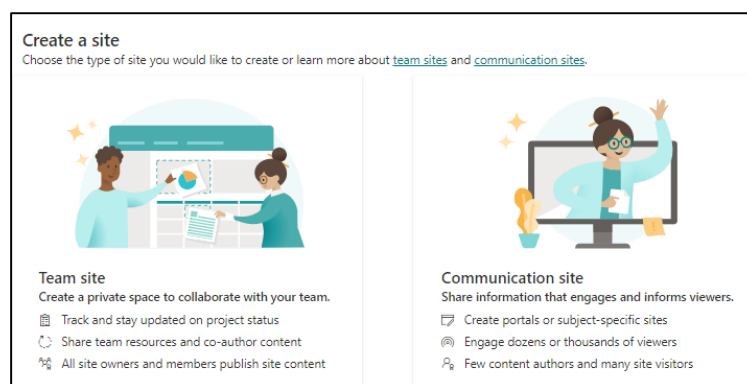 Create a site
Choose the type of site you would like to create or learn more about team sites and communication sites.
Team site
Create a private space to collaborate with your team.
Track and stay updated on project status
Share team resources and co-author content
All site owners and members publish site content
Communication site
Share information that engages and informs viewers.
Create portals or subject-specific sites
Engage dozens or thousands of viewers
Few content authors and many site visitors